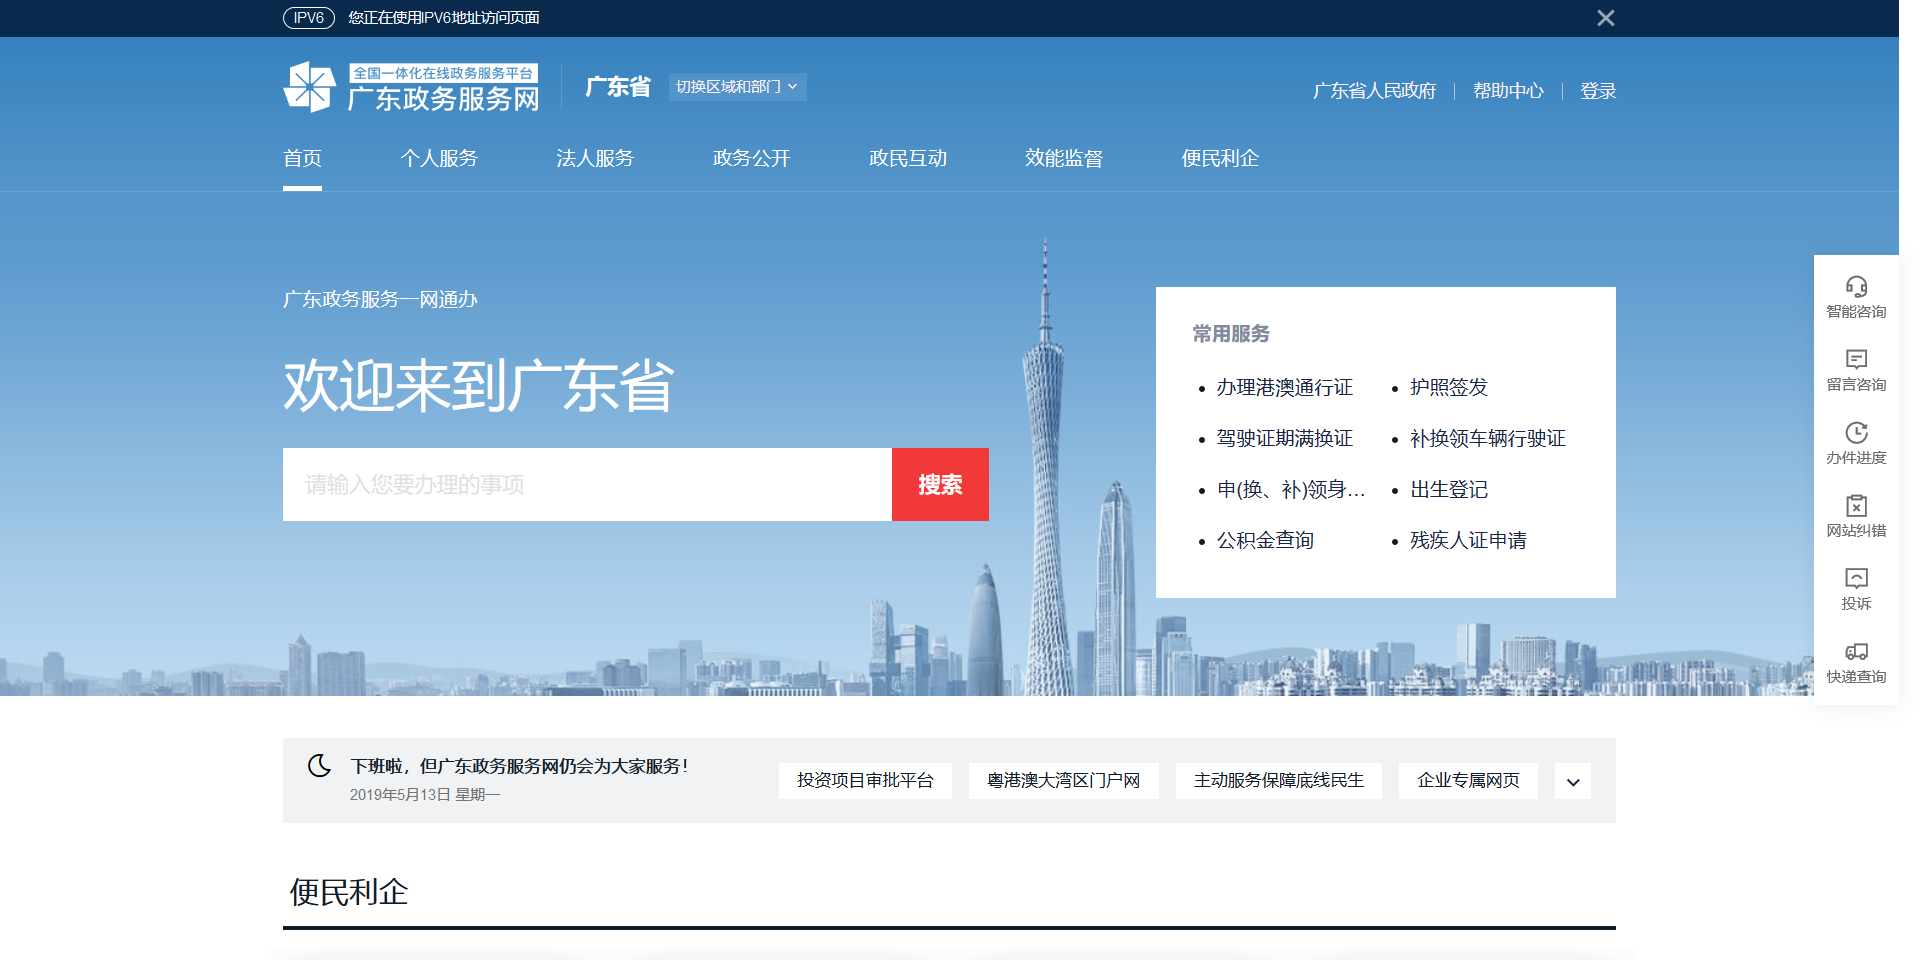 IPV6 您正在使用IPV6地址访问页面
全国一体化在线政务服务平台
广东政务服务网
广东省 切换区域和部门
广东省人民政府 帮助中心 登录
首页 个人服务 法人服务 政务公开 政民互动 效能监督 便民利企
广东政务服务一网通办
欢迎来到广东省
请输入您要办理的事项 搜索
常用服务
办理港澳通行证 护照签发
驾驶证期满换证 补换领车辆行驶证
申(换、补)领身... 出生登记
公积金查询 残疾人证申请
智能咨询
留言咨询
办件进度
网站纠错
投诉
快递查询
下班啦，但广东政务服务网仍会为大家服务！
2019年5月13日 星期一
投资项目审批平台 粤港澳大湾区门户网 主动服务保障底线民生 企业专属网页
便民利企